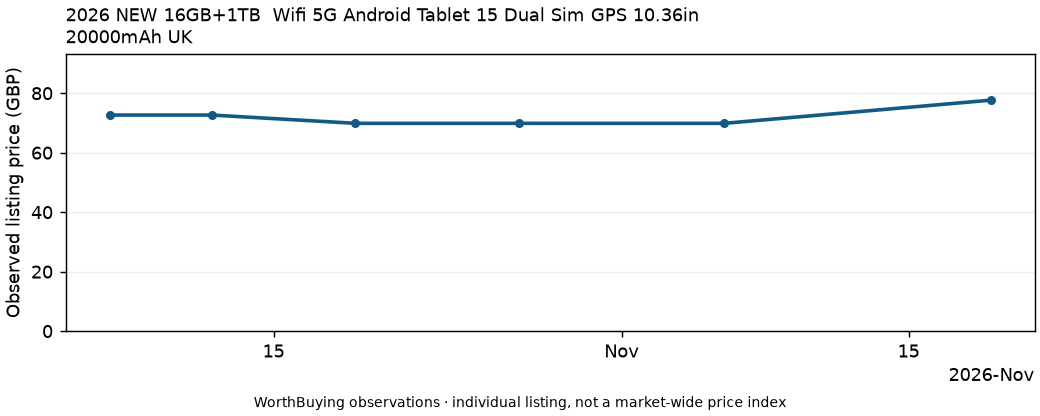 2026 NEW 16GB+1TB  Wifi 5G Android Tablet 15 Dual Sim GPS 10.36in
20000mAh UK
Observed listing price (GBP)
80
60
40
20
0
15
Nov
15
2026-Nov
WorthBuying observations · individual listing, not a market-wide price index